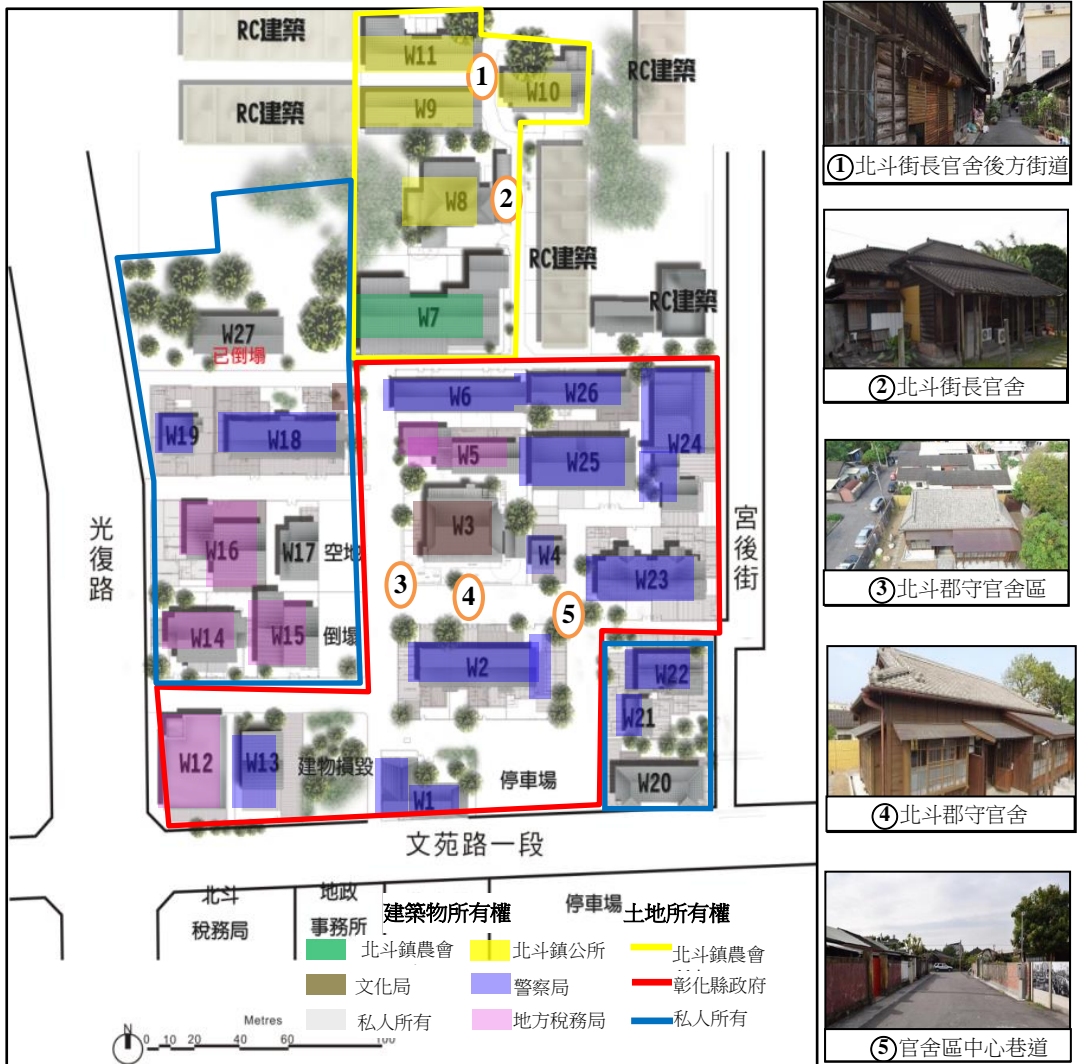 RC建築
W11
①
W10
RC建築
RC建築
W9
W8
②
RC建築
W7
RC建築
W27
已倒塌
W6
W26
W19
W18
W24
W5
W25
W3
W16
W17
空地
W4
W23
光復路
宮後街
③
④
⑤
W14
W15
倒塌
W2
W22
W21
W12
W13
建物損毀
W1
停車場
W20
文苑路一段
北斗
稅務局
地政
事務所
停車場
建築物所有權
土地所有權
北斗鎮農會
北斗鎮公所
北斗鎮農會
文化局
警察局
彰化縣政府
私人所有
地方稅務局
私人所有
N
Metres
0 10 20 40 60 100
①北斗街長官舍後方街道
②北斗街長官舍
③北斗郡守官舍區
④北斗郡守官舍
⑤官舍區中心巷道